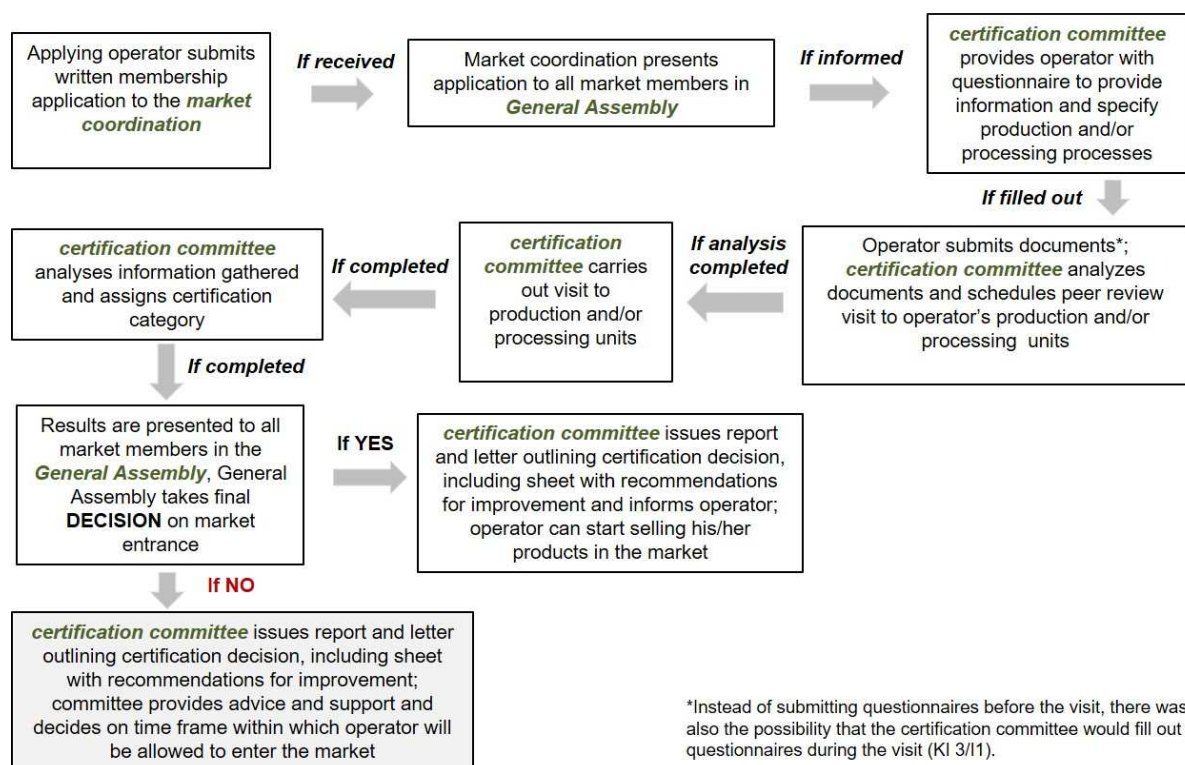 Applying operator submits
written membership
application to the market
coordination
If received
Market coordination presents
application to all market members in
General Assembly
If informed
certification committee
provides operator with
questionnaire to provide
information and specify
production and/or
processing processes
If filled out
Operator submits documents*;
certification committee analyzes
documents and schedules peer review
visit to operator's production and/or
processing units
If analysis
completed
certification
committee carries
out visit to
production and/or
processing units
If completed
certification committee
analyses information gathered
and assigns certification
category
If completed
Results are presented to all
market members in the
General Assembly, General
Assembly takes final
DECISION on market
entrance
If YES
certification committee issues report
and letter outlining certification decision,
including sheet with recommendations
for improvement and informs operator;
operator can start selling his/her
products in the market
If NO
certification committee issues report and letter
outlining certification decision, including sheet
with recommendations for improvement;
committee provides advice and support and
decides on time frame within which operator will
be allowed to enter the market
*Instead of submitting questionnaires before the visit, there was
also the possibility that the certification committee would fill out
questionnaires during the visit (KI 3/I1).